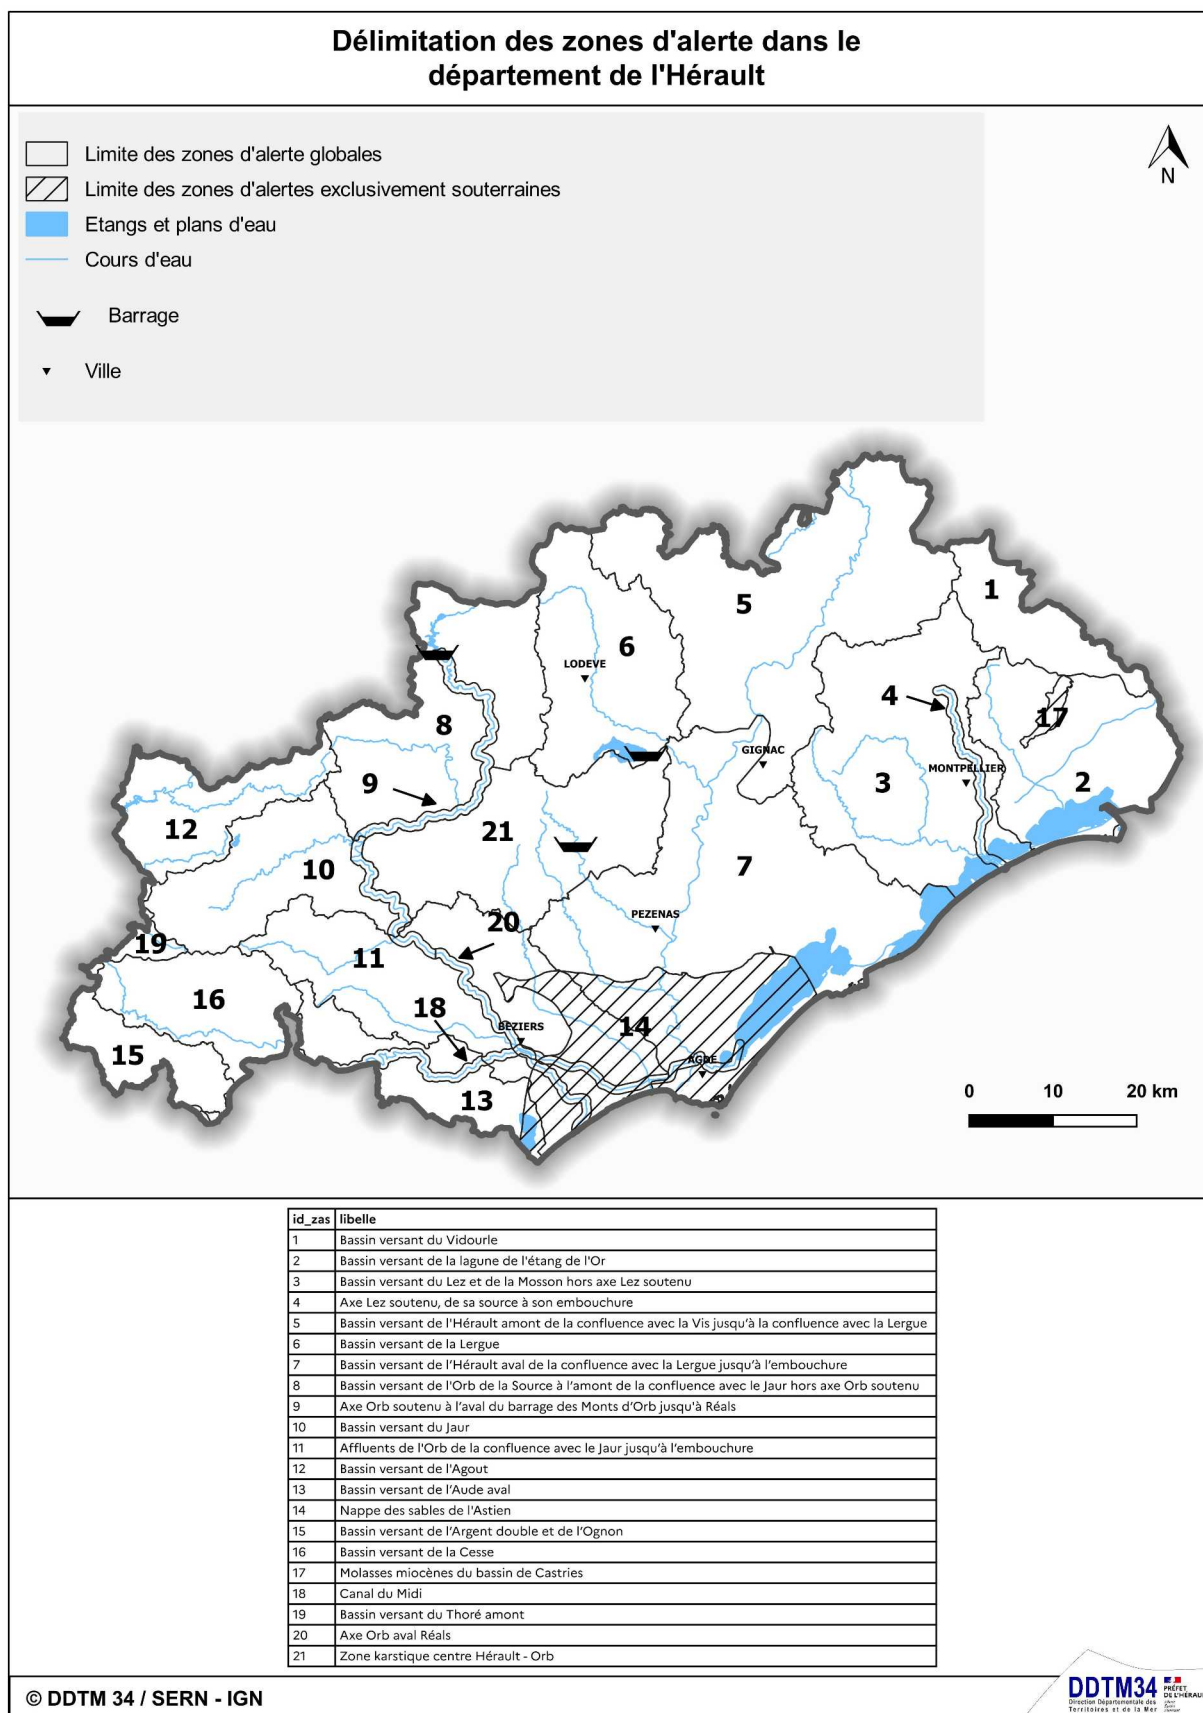 Délimitation des zones d'alerte dans le
département de l'Hérault
Limite des zones d'alerte globales
Limite des zones d'alertes exclusivement souterraines
Etangs et plans d'eau
Cours d'eau
Barrage
Ville
N
1
5
6
LODEVE
4
8
17
GIGNAC
MONTPELLIER
3
2
9
12
21
10
7
PEZENAS
20
19
11
16
18
BEZIERS
14
15
AGDE
13
0 10 20 km
id_zas libelle
1 Bassin versant du Vidourle
2 Bassin versant de la lagune de l'étang de l'Or
3 Bassin versant du Lez et de la Mosson hors axe Lez soutenu
4 Axe Lez soutenu, de sa source à son embouchure
5 Bassin versant de l'Hérault amont de la confluence avec la Vis jusqu'à la confluence avec la Lergue
6 Bassin versant de la Lergue
7 Bassin versant de l'Hérault aval de la confluence avec la Lergue jusqu'à l'embouchure
8 Bassin versant de l'Orb de la Source à l'amont de la confluence avec le Jaur hors axe Orb soutenu
9 Axe Orb soutenu à l'aval du barrage des Monts d'Orb jusqu'à Réals
10 Bassin versant du Jaur
11 Affluents de l'Orb de la confluence avec le Jaur jusqu'à l'embouchure
12 Bassin versant de l'Agout
13 Bassin versant de l'Aude aval
14 Nappe des sables de l'Astien
15 Bassin versant de l'Argent double et de l'Ognon
16 Bassin versant de la Cesse
17 Molasses miocènes du bassin de Castries
18 Canal du Midi
19 Bassin versant du Thoré amont
20 Axe Orb aval Réals
21 Zone karstique centre Hérault - Orb
© DDTM 34 / SERN - IGN
DDTM34
Direction Départementale des
Territoires et de la Mer
PRÉFET
DE L'HÉRAULT